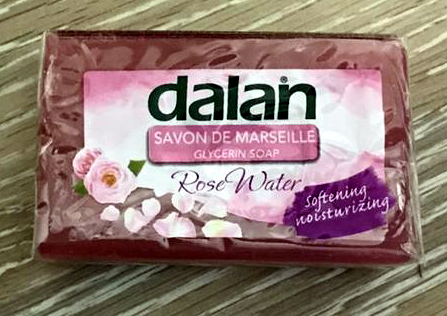 dalan
SAVON DE MARSEILLE
GLYCERIN SOAP
Rose Water
Softening
moisturizing